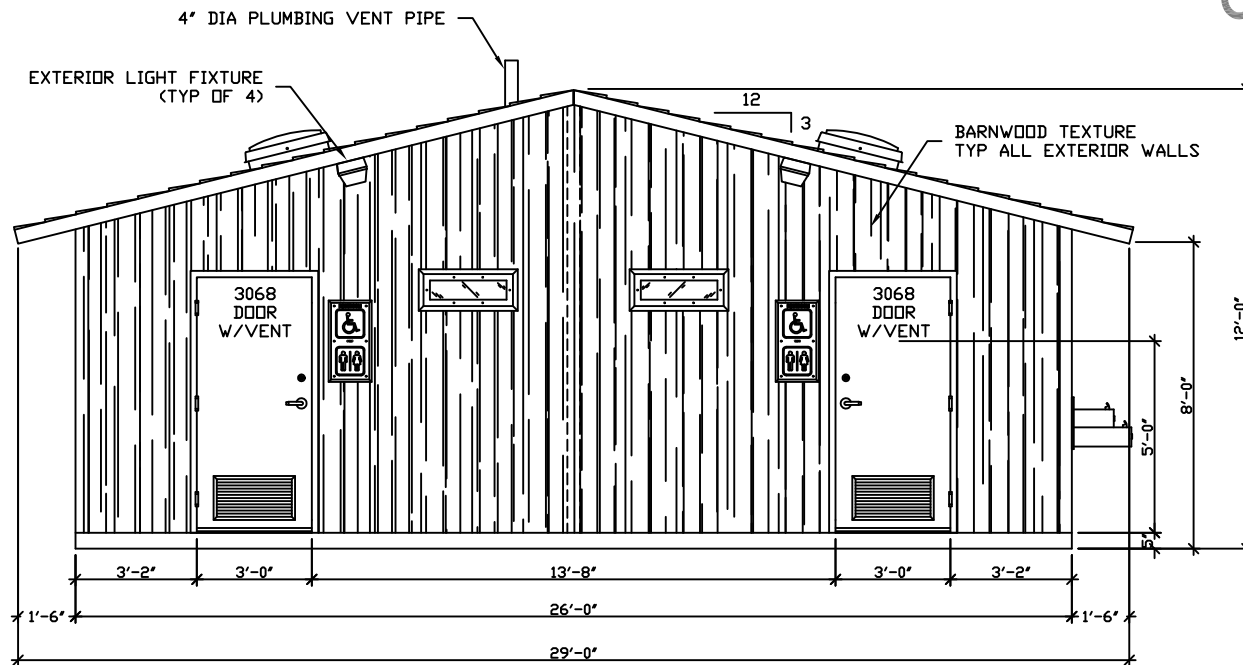 4" DIA PLUMBING VENT PIPE
EXTERIOR LIGHT FIXTURE
(TYP OF 4)
12
3
BARNWOOD TEXTURE
TYP ALL EXTERIOR WALLS
3068
DOOR
W/VENT
3068
DOOR
W/VENT
12'-0"
8'-0"
5'-0"
5"
3'-2"
3'-0"
13'-8"
3'-0"
3'-2"
1'-6"
26'-0"
1'-6"
29'-0"